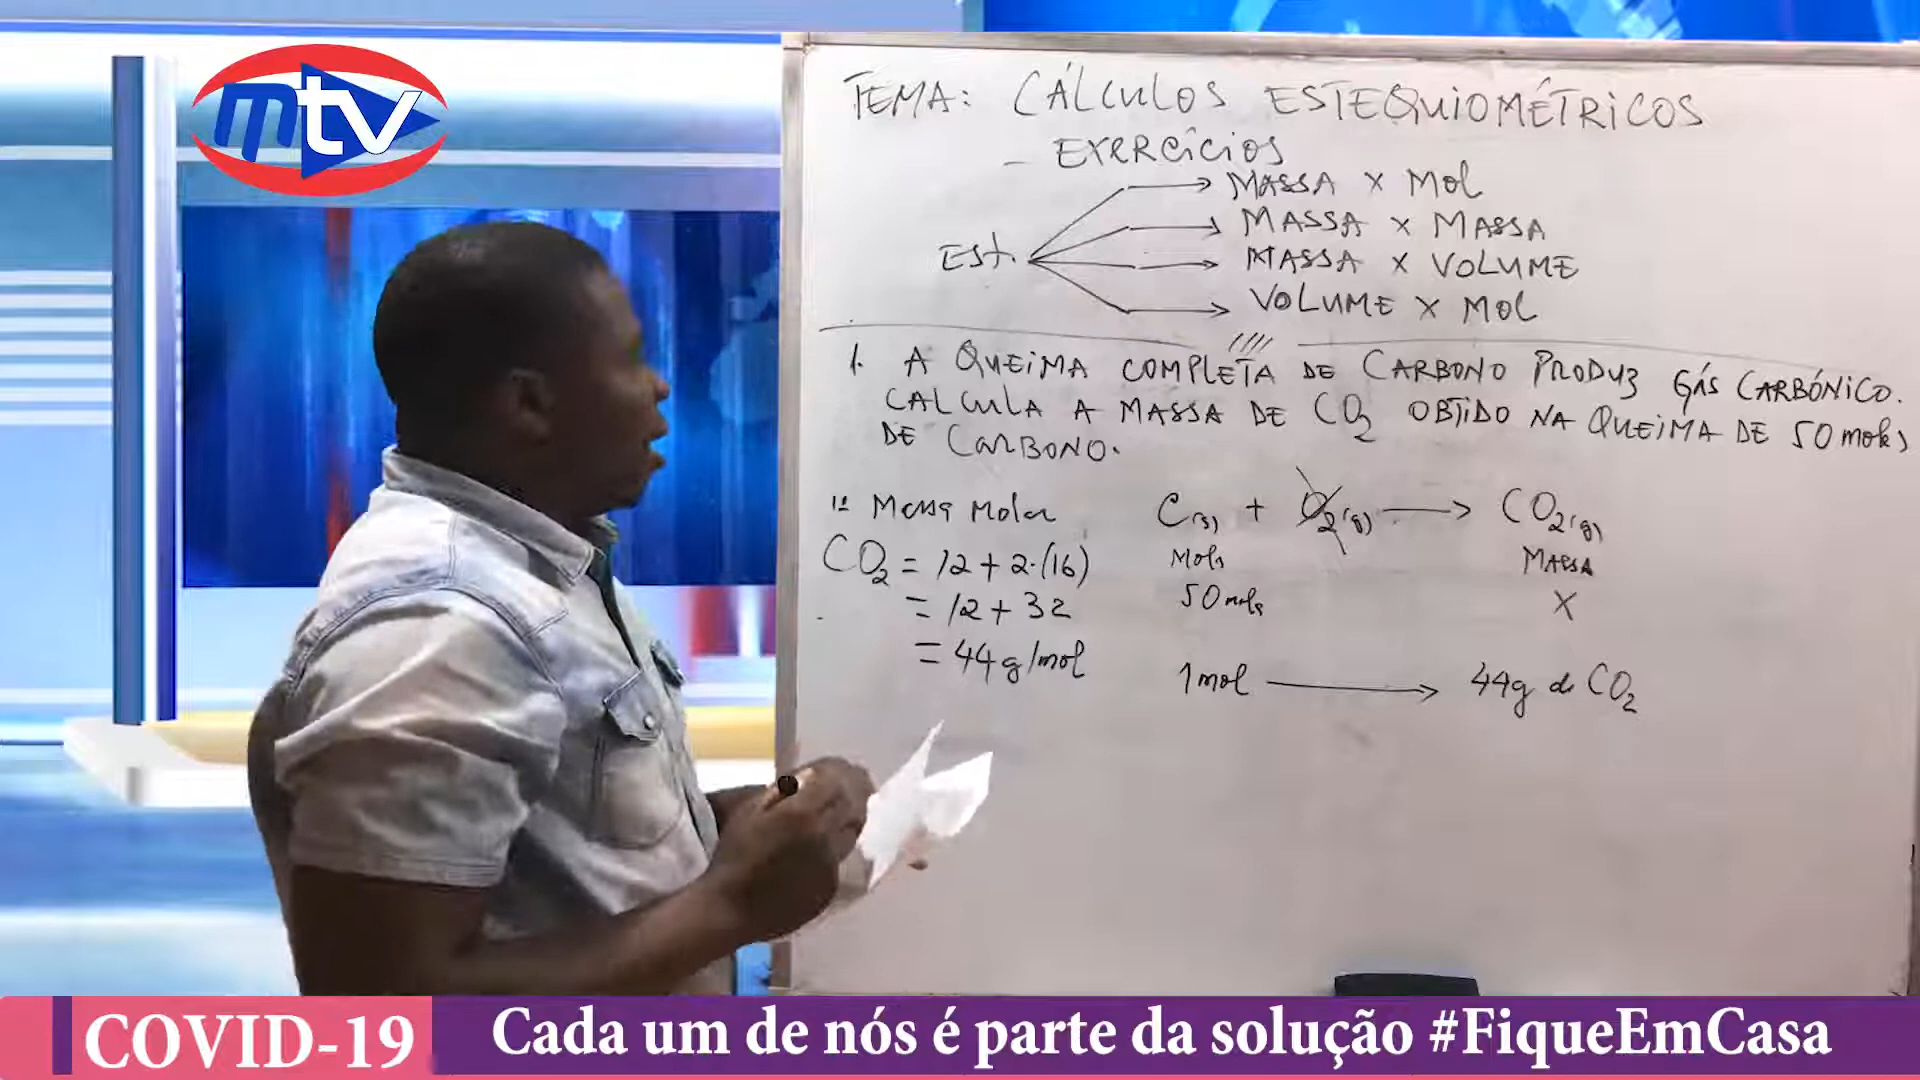 mtv
TEMA: CÁLCULOS ESTEQUIOMÉTRICOS
- EXERCÍCIOS
Est. → MASSA X Mol
→ MASSA X MASSA
→ MASSA X VOLUME
→ VOLUME X Mol
1. A QUEIMA COMPLETA DE CARBONO PRODUZ GÁS CARBÓNICO.
CALCULA A MASSA DE CO₂ OBTIDO NA QUEIMA DE 50 moles
DE CARBONO.
1º Massa Molar
CO₂ = 12 + 2·(16)
= 12 + 32
= 44 g/mol
C(s) + O₂(g) → CO₂(g)
Mols MASSA
50 mols X
1 mol → 44g de CO₂
COVID-19 Cada um de nós é parte da solução #FiqueEmCasa